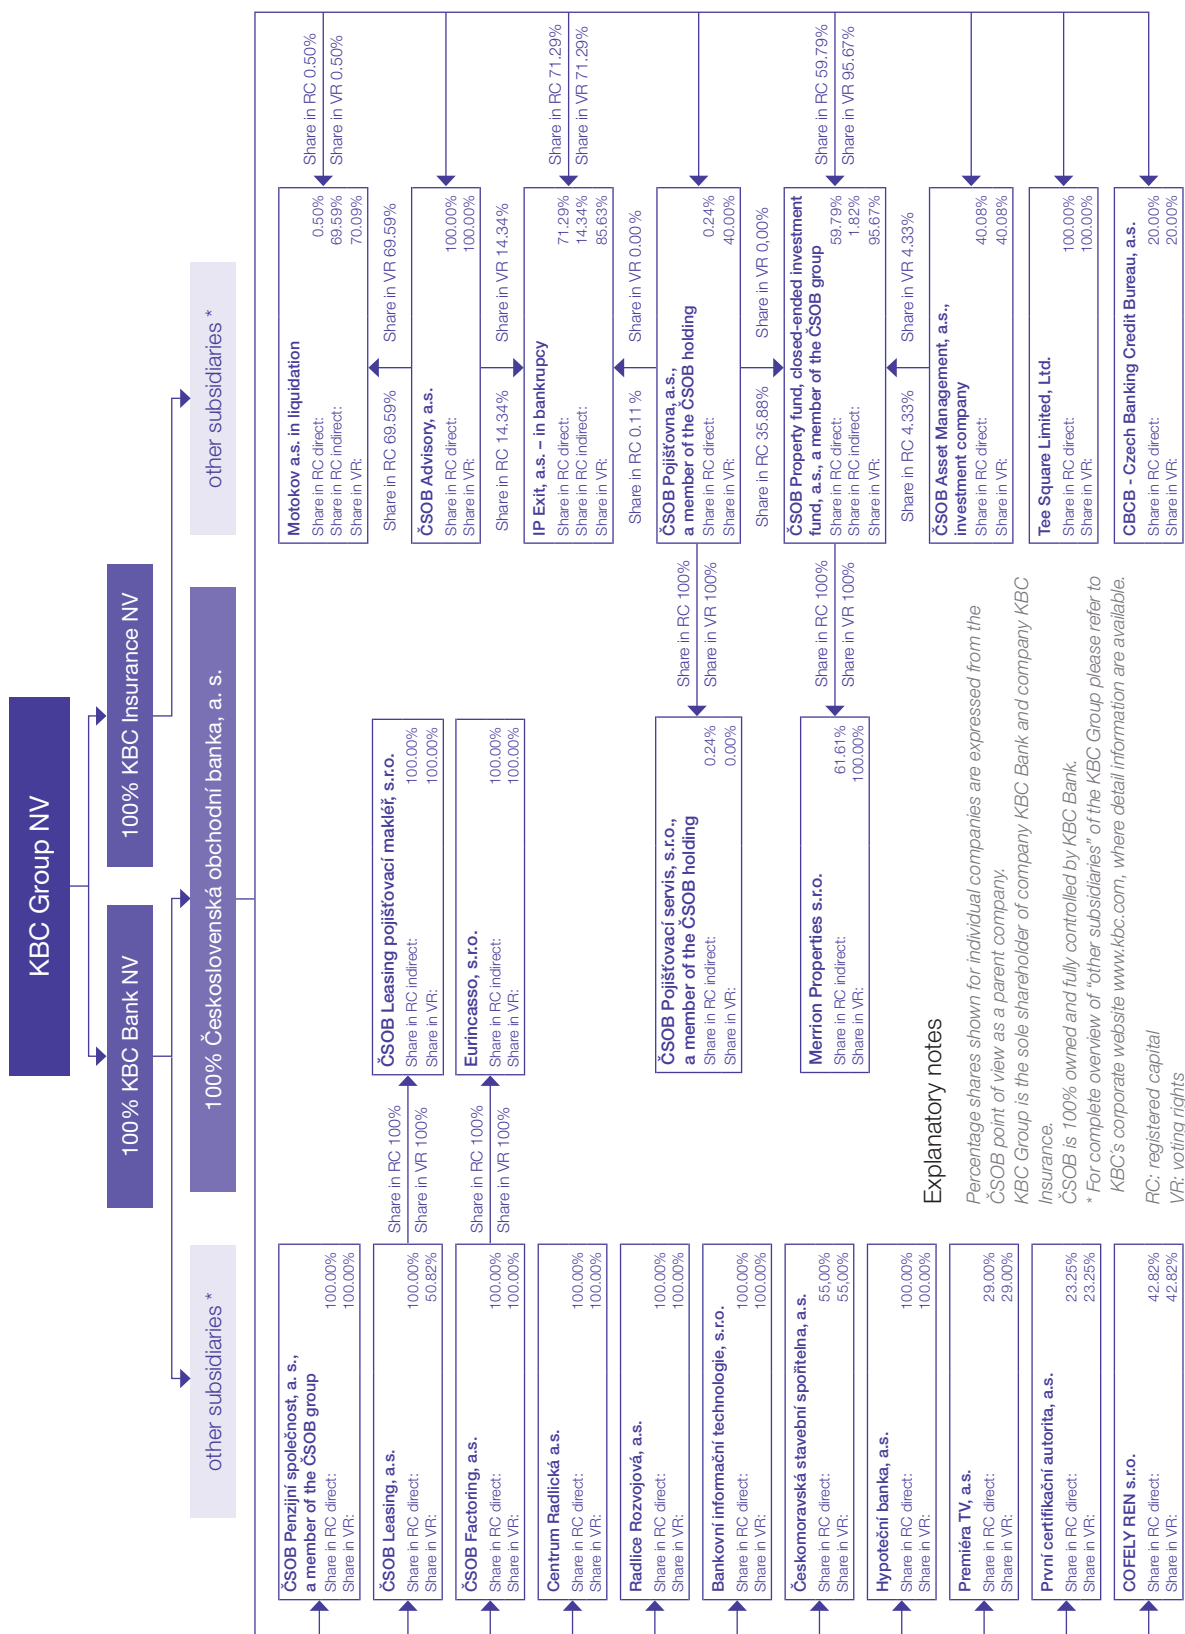 KBC Group NV
100% KBC Bank NV
100% KBC Insurance NV
other subsidiaries *
100% Československá obchodní banka, a. s.
other subsidiaries *
ČSOB Penzijní společnost, a. s.,
a member of the ČSOB group
Share in RC direct: 100.00%
Share in VR: 100.00%
ČSOB Leasing, a.s.
Share in RC direct: 100.00%
Share in VR: 50.82%
Share in RC 100%
Share in VR 100%
ČSOB Leasing pojišťovací makléř, s.r.o.
Share in RC indirect: 100.00%
Share in VR: 100.00%
ČSOB Factoring, a.s.
Share in RC direct: 100.00%
Share in VR: 100.00%
Share in RC 100%
Share in VR 100%
Eurincasso, s.r.o.
Share in RC indirect: 100.00%
Share in VR: 100.00%
Centrum Radlická a.s.
Share in RC direct: 100.00%
Share in VR: 100.00%
Radlice Rozvojová, a.s.
Share in RC direct: 100.00%
Share in VR: 100.00%
Bankovní informační technologie, s.r.o.
Share in RC direct: 100.00%
Share in VR: 100.00%
Českomoravská stavební spořitelna, a.s.
Share in RC direct: 55,00%
Share in VR: 55,00%
Hypoteční banka, a.s.
Share in RC direct: 100.00%
Share in VR: 100.00%
Premiéra TV, a.s.
Share in RC direct: 29.00%
Share in VR: 29.00%
První certifikační autorita, a.s.
Share in RC direct: 23.25%
Share in VR: 23.25%
COFELY REN s.r.o.
Share in RC direct: 42.82%
Share in VR: 42.82%
Motokov a.s. in liquidation
Share in RC direct: 0.50%
Share in RC indirect: 69.59%
Share in VR: 70.09%
Share in RC 0.50%
Share in VR 0.50%
Share in RC 69.59%
Share in VR 69.59%
ČSOB Advisory, a.s.
Share in RC direct: 100.00%
Share in VR: 100.00%
Share in RC 14.34%
Share in VR 14.34%
IP Exit, a.s. – in bankrupcy
Share in RC direct: 71.29%
Share in RC indirect: 14.34%
Share in VR: 85.63%
Share in RC 71.29%
Share in VR 71.29%
Share in RC 0.11%
Share in VR 0.00%
ČSOB Pojišťovna, a.s.,
a member of the ČSOB holding
Share in RC direct: 0.24%
Share in VR: 40.00%
Share in RC 100%
Share in VR 100%
ČSOB Pojišťovací servis, s.r.o.,
a member of the ČSOB holding
Share in RC indirect: 0.24%
Share in VR: 0.00%
Share in RC 35.88%
Share in VR 0,00%
ČSOB Property fund, closed-ended investment
fund, a.s., a member of the ČSOB group
Share in RC direct: 59.79%
Share in RC indirect: 1.82%
Share in VR: 95.67%
Share in RC 59.79%
Share in VR 95.67%
Share in RC 100%
Share in VR 100%
Merrion Properties s.r.o.
Share in RC indirect: 61.61%
Share in VR: 100.00%
Share in RC 4.33%
Share in VR 4.33%
ČSOB Asset Management, a.s.,
investment company
Share in RC direct: 40.08%
Share in VR: 40.08%
Tee Square Limited, Ltd.
Share in RC direct: 100.00%
Share in VR: 100.00%
CBCB - Czech Banking Credit Bureau, a.s.
Share in RC direct: 20.00%
Share in VR: 20.00%
Explanatory notes
Percentage shares shown for individual companies are expressed from the
ČSOB point of view as a parent company.
KBC Group is the sole shareholder of company KBC Bank and company KBC
Insurance.
ČSOB is 100% owned and fully controlled by KBC Bank.
* For complete overview of "other subsidiaries" of the KBC Group please refer to
KBC's corporate website www.kbc.com, where detail information are available.
RC: registered capital
VR: voting rights